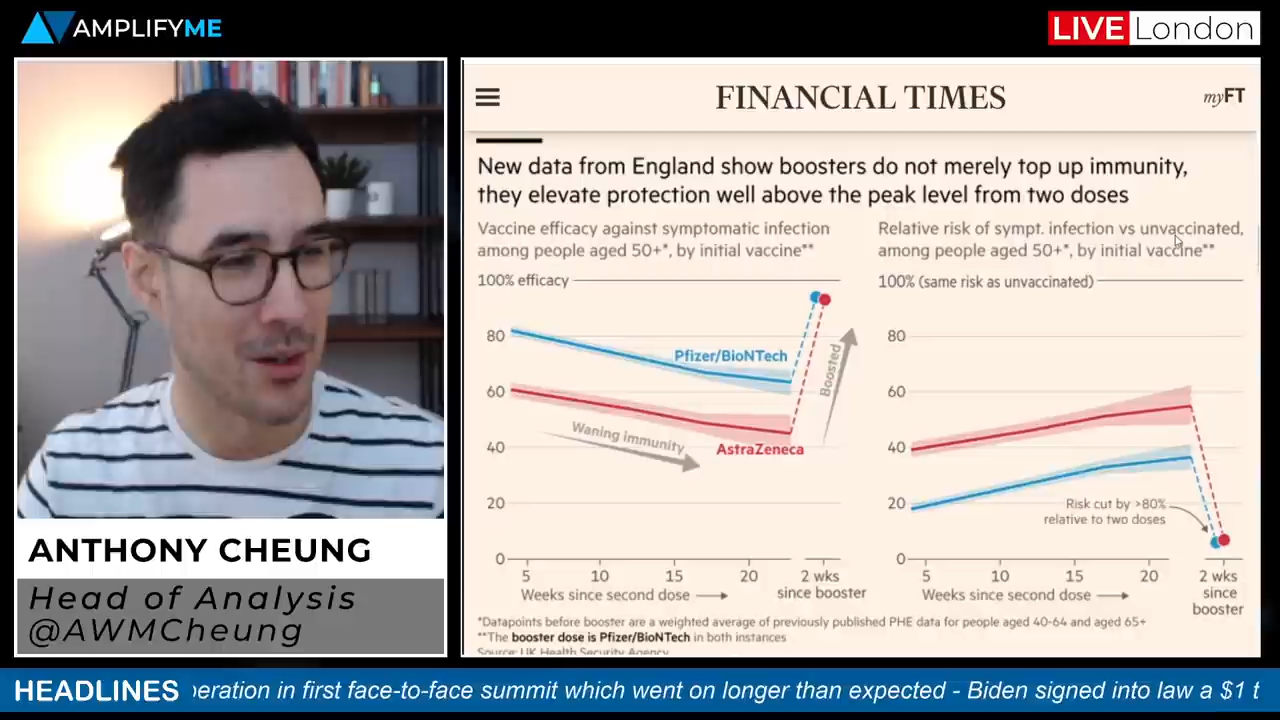 AMPLIFYME
LIVE London
FINANCIAL TIMES
myFT
New data from England show boosters do not merely top up immunity,
they elevate protection well above the peak level from two doses
Vaccine efficacy against symptomatic infection
among people aged 50+*, by initial vaccine**
100% efficacy
80
60
40
20
0
Pfizer/BioNTech
AstraZeneca
Waning immunity
Boosted
5 10 15 20 2 wks
since booster
Weeks since second dose
Relative risk of sympt. infection vs unvaccinated,
among people aged 50+*, by initial vaccine**
100% (same risk as unvaccinated)
80
60
40
20
0
Risk cut by >80%
relative to two doses
5 10 15 20 2 wks
since
booster
Weeks since second dose
*Datapoints before booster are a weighted average of previously published PHE data for people aged 40-64 and aged 65+
**The booster dose is Pfizer/BioNTech in both instances
Source: UK Health Security Agency
ANTHONY CHEUNG
Head of Analysis
@AWMCheung
HEADLINES
peration in first face-to-face summit which went on longer than expected - Biden signed into law a $1 t